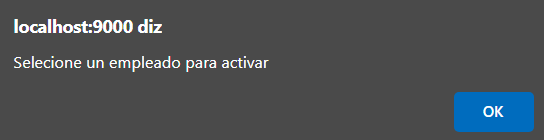 localhost:9000 diz
Selecione un empleado para activar
OK